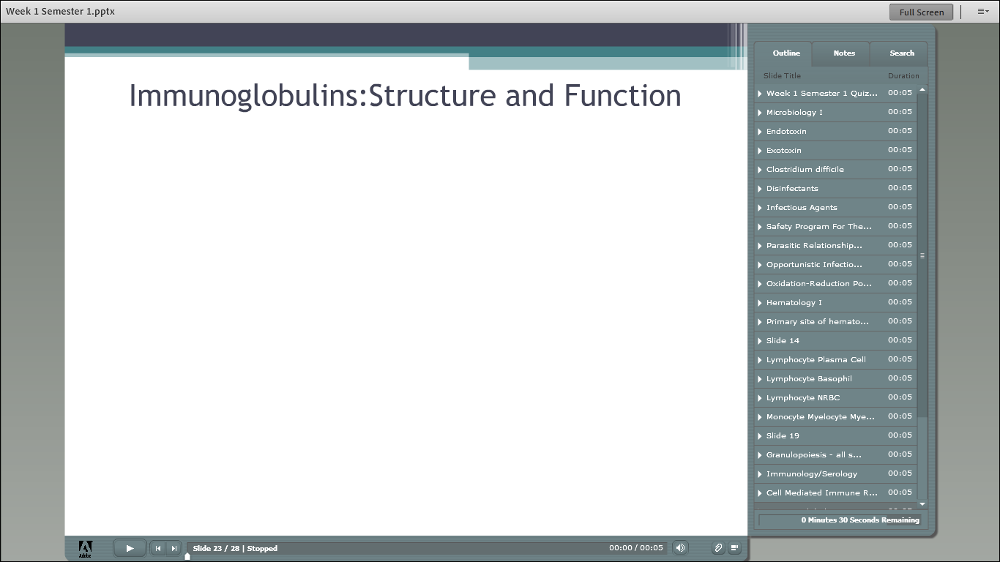 Week 1 Semester 1.pptx
Full Screen
Immunoglobulins:Structure and Function
Outline Notes Search
Slide Title Duration
Week 1 Semester 1 Quiz... 00:05
Microbiology I 00:05
Endotoxin 00:05
Exotoxin 00:05
Clostridium difficile 00:05
Disinfectants 00:05
Infectious Agents 00:05
Safety Program For The... 00:05
Parasitic Relationship... 00:05
Opportunistic Infectio... 00:05
Oxidation-Reduction Po... 00:05
Hematology I 00:05
Primary site of hemato... 00:05
Slide 14 00:05
Lymphocyte Plasma Cell 00:05
Lymphocyte Basophil 00:05
Lymphocyte NRBC 00:05
Monocyte Myelocyte Mye... 00:05
Slide 19 00:05
Granulopoiesis - all s... 00:05
Immunology/Serology 00:05
Cell Mediated Immune R... 00:05
0 Minutes 30 Seconds Remaining
Adobe
Slide 23 / 28 | Stopped
00:00 / 00:05